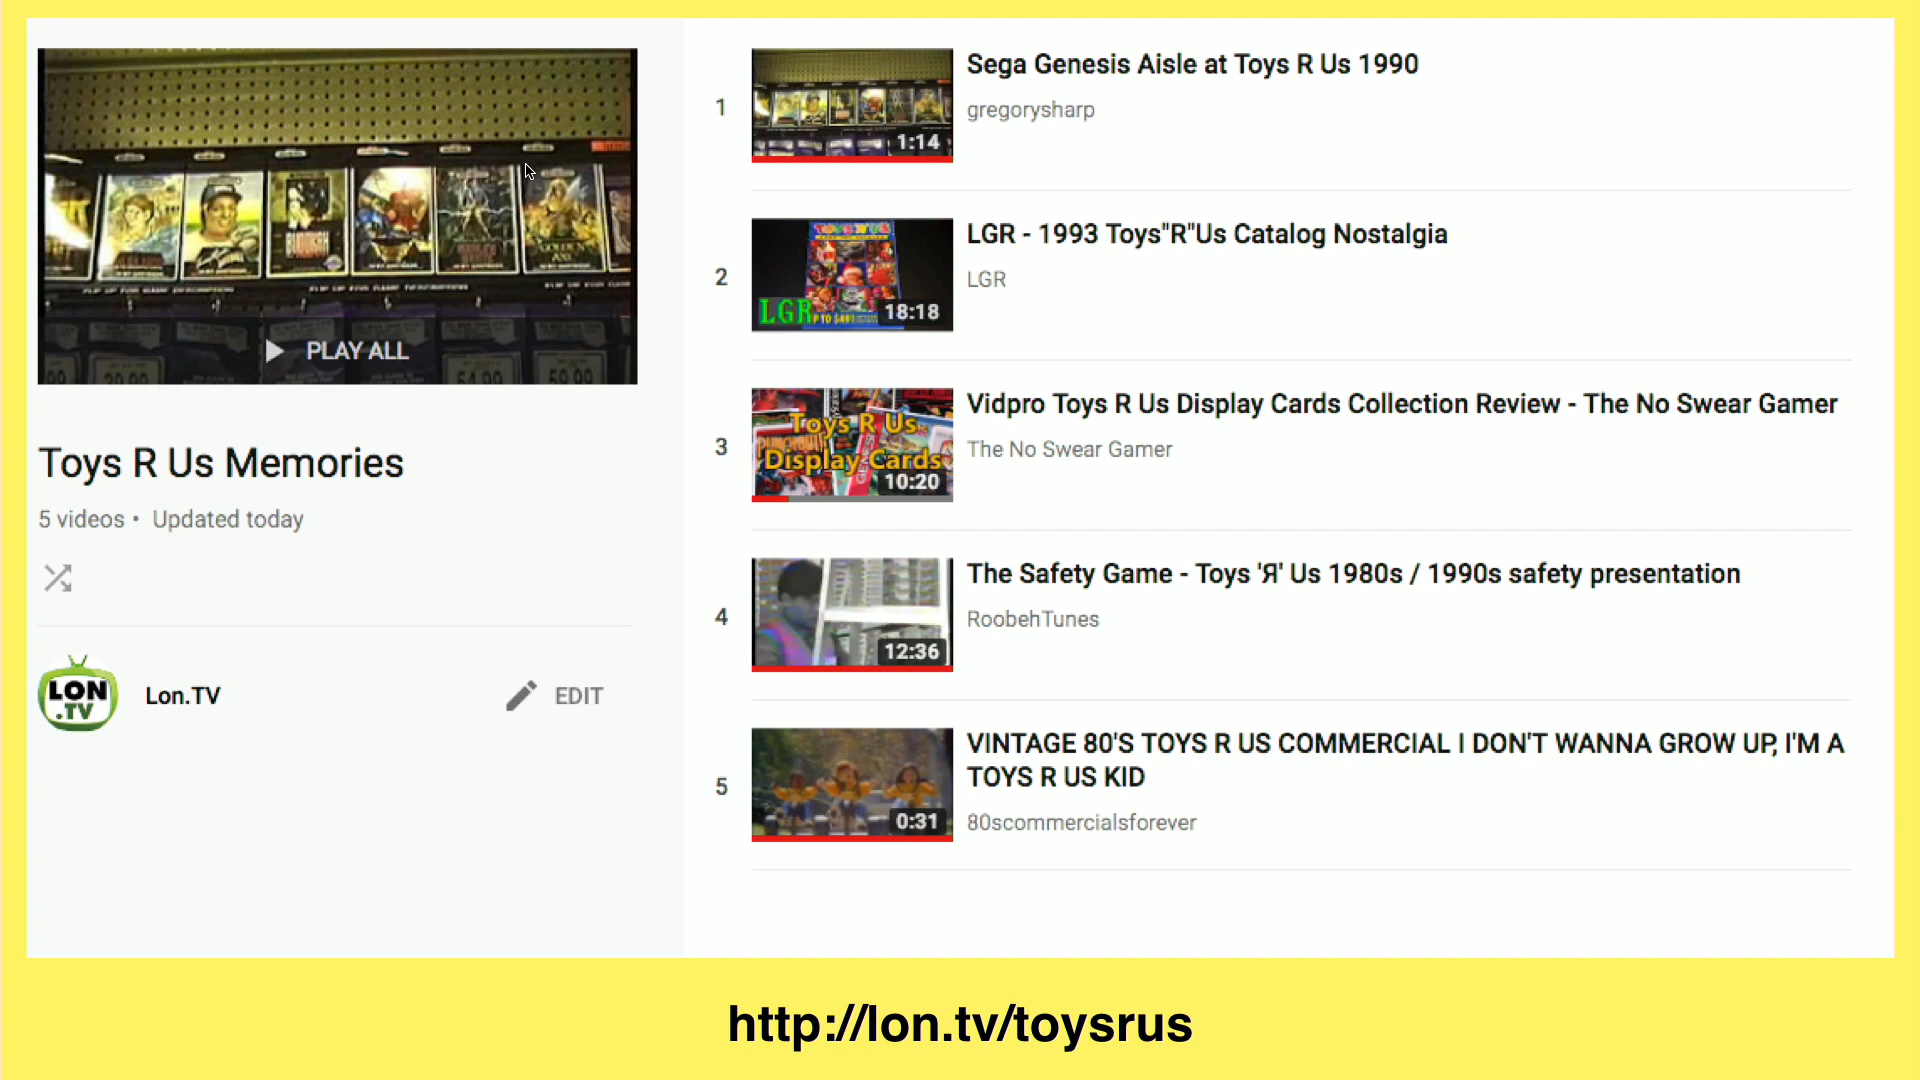 PLAY ALL
Toys R Us Memories
5 videos • Updated today
LON
.TV
Lon.TV
EDIT
1
1:14
Sega Genesis Aisle at Toys R Us 1990
gregorysharp
2
LGR
18:18
LGR - 1993 Toys"R"Us Catalog Nostalgia
LGR
3
Toys R Us
Display Cards
10:20
Vidpro Toys R Us Display Cards Collection Review - The No Swear Gamer
The No Swear Gamer
4
12:36
The Safety Game - Toys 'Я' Us 1980s / 1990s safety presentation
RoobehTunes
5
0:31
VINTAGE 80'S TOYS R US COMMERCIAL I DON'T WANNA GROW UP, I'M A
TOYS R US KID
80scommercialsforever
http://lon.tv/toysrus